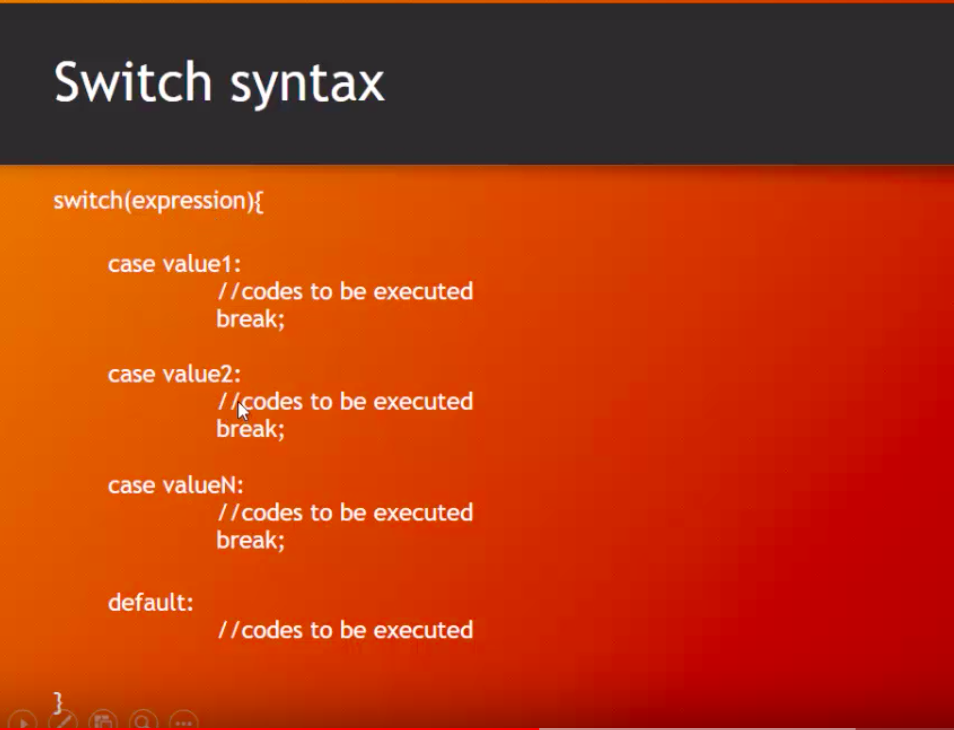 Switch syntax
switch(expression){
case value1:
//codes to be executed
break;
case value2:
//codes to be executed
break;
case valueN:
//codes to be executed
break;
default:
//codes to be executed
}